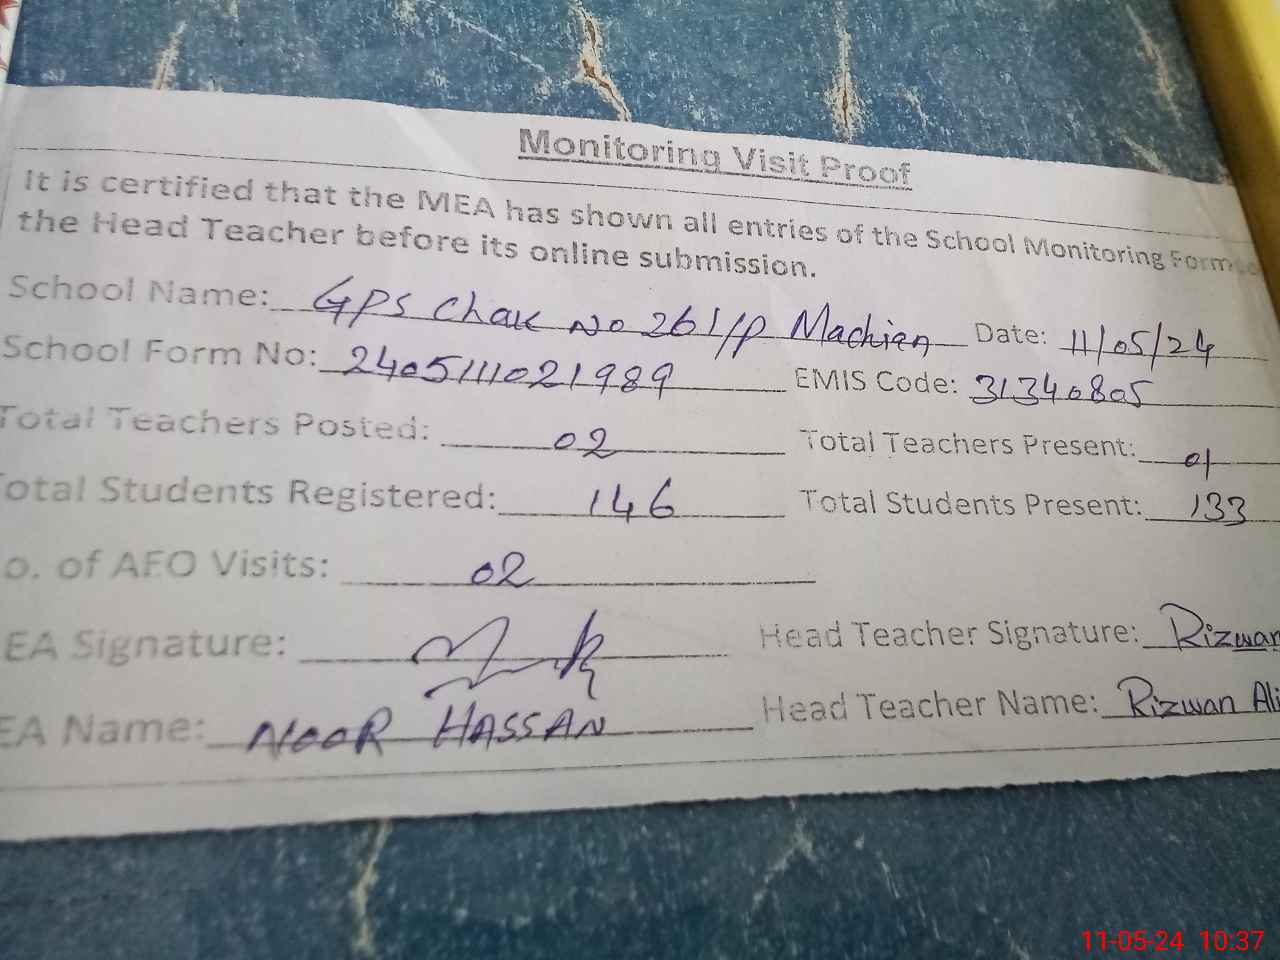 Monitoring Visit Proof
It is certified that the MEA has shown all entries of the School Monitoring Form to
the Head Teacher before its online submission.
School Name: GPS Chak No 261/P Machian Date: 11/05/24
School Form No: 2405111021989 EMIS Code: 31340805
Total Teachers Posted: 02 Total Teachers Present: 01
Total Students Registered: 146 Total Students Present: 133
o. of AEO Visits: 02
EA Signature: Head Teacher Signature: Rizwan
EA Name: NOOR HASSAN Head Teacher Name: Rizwan Ali
11-05-24 10:37